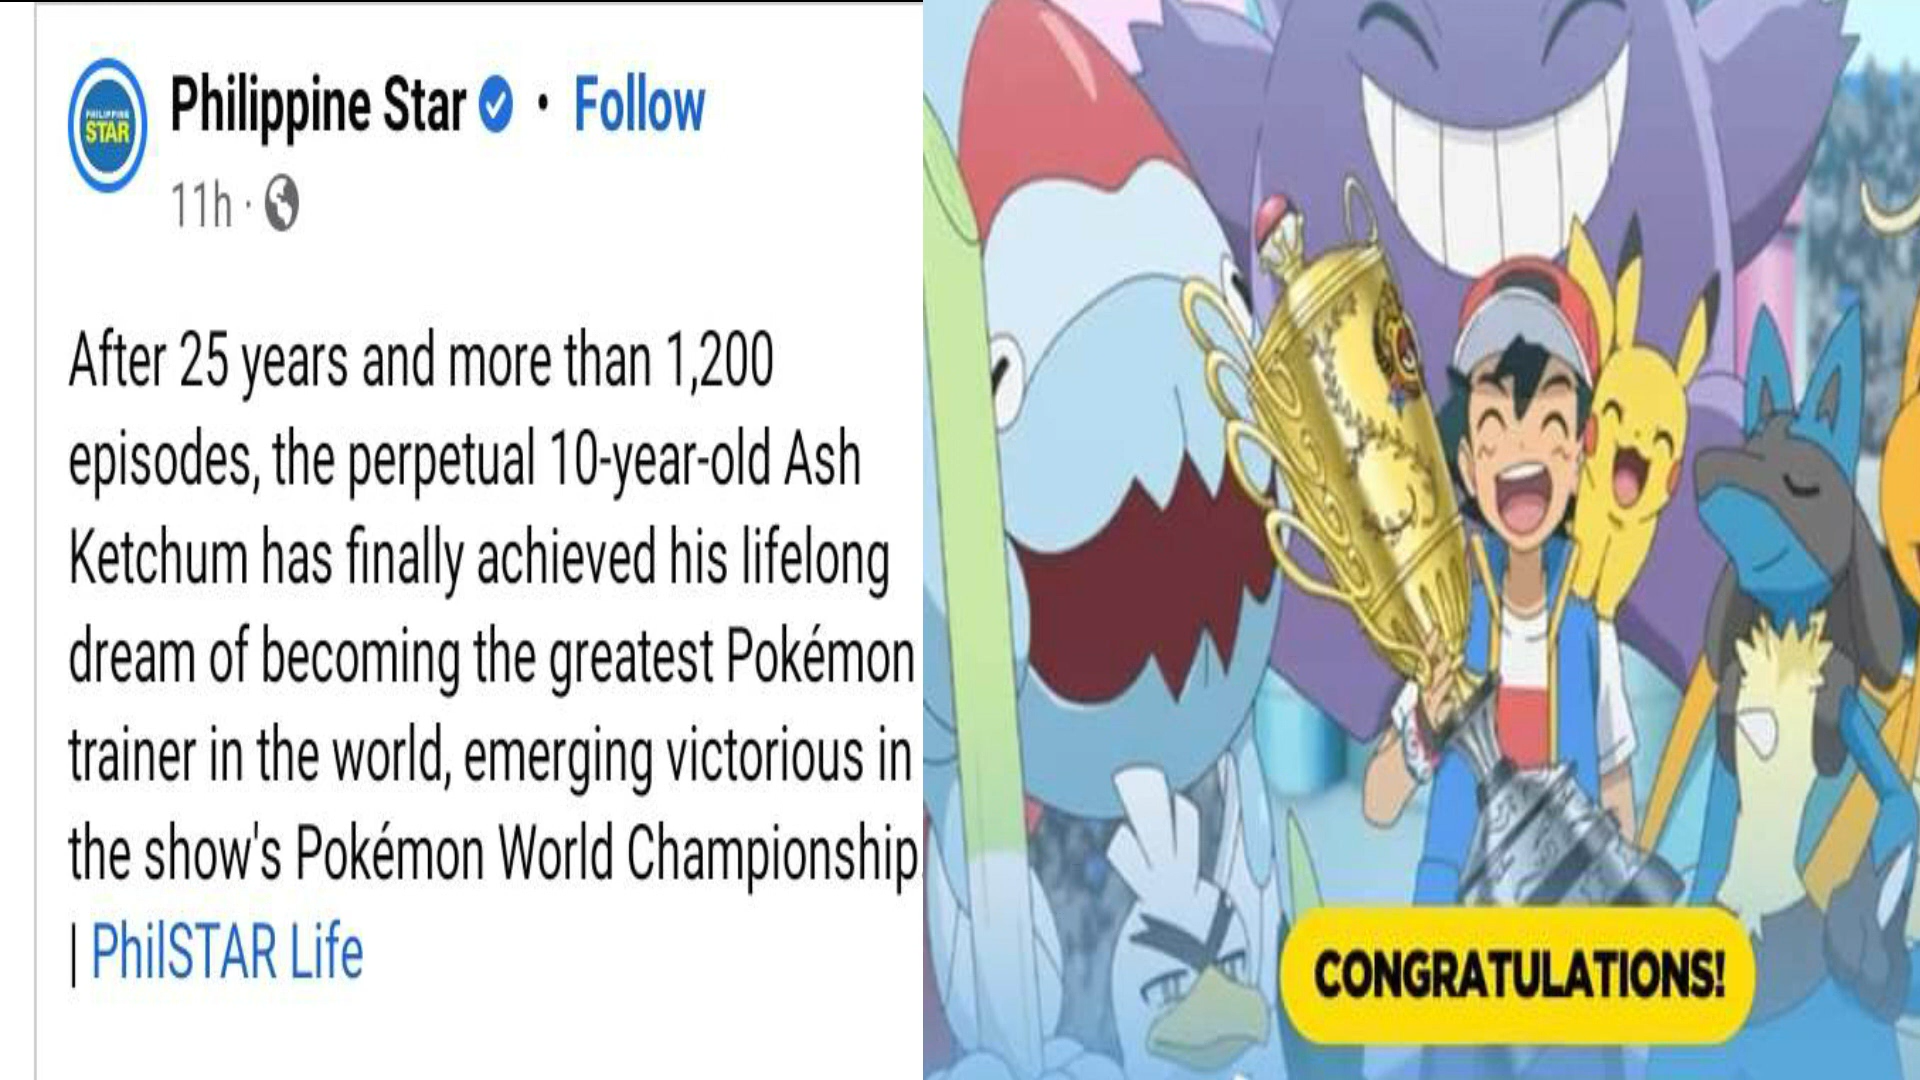 PHILIPPINE
STAR
Philippine Star · Follow
11h ·
After 25 years and more than 1,200
episodes, the perpetual 10-year-old Ash
Ketchum has finally achieved his lifelong
dream of becoming the greatest Pokémon
trainer in the world, emerging victorious in
the show's Pokémon World Championship.
| PhilSTAR Life
CONGRATULATIONS!